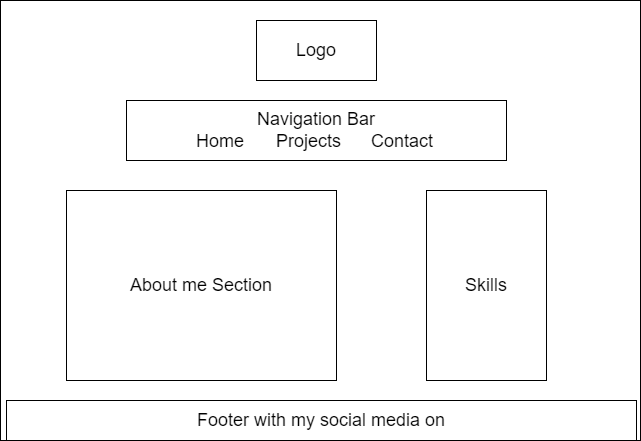 Logo
Navigation Bar
Home Projects Contact
About me Section
Skills
Footer with my social media on